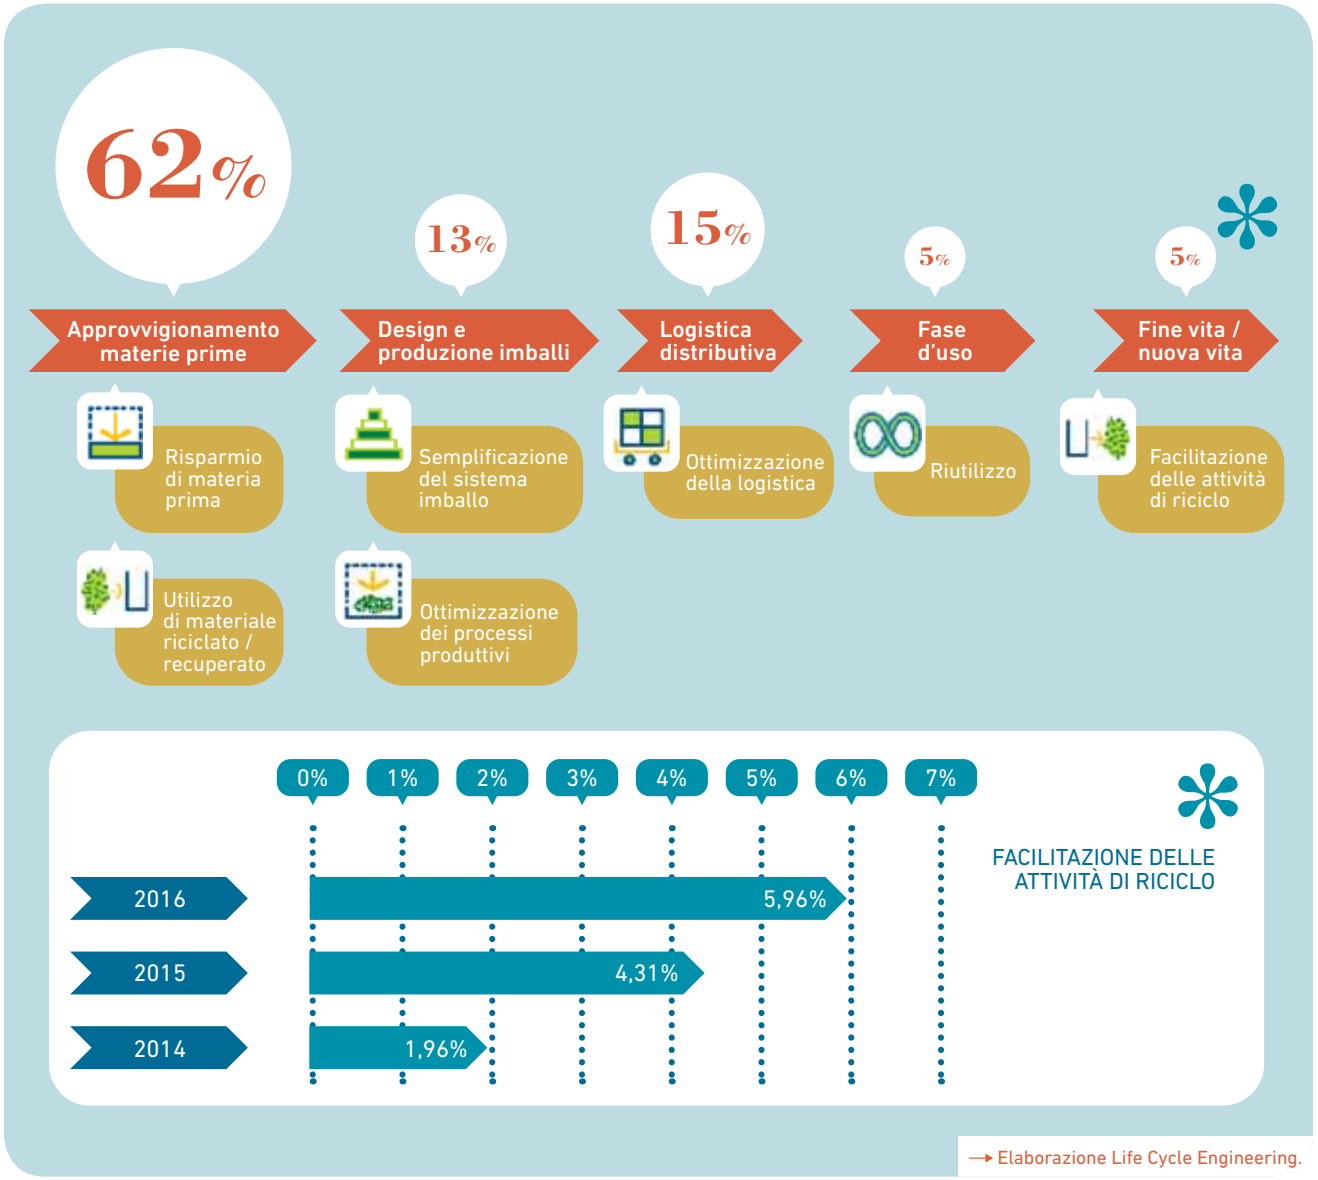 62%
13%
15%
5%
5%
Approvvigionamento
materie prime
Design e
produzione imballi
Logistica
distributiva
Fase
d'uso
Fine vita /
nuova vita
Risparmio
di materia
prima
Semplificazione
del sistema
imballo
Ottimizzazione
della logistica
Riutilizzo
Facilitazione
delle attività
di riciclo
Utilizzo
di materiale
riciclato /
recuperato
Ottimizzazione
dei processi
produttivi
0% 1% 2% 3% 4% 5% 6% 7%
FACILITAZIONE DELLE
ATTIVITÀ DI RICICLO
2016 5,96%
2015 4,31%
2014 1,96%
→ Elaborazione Life Cycle Engineering.